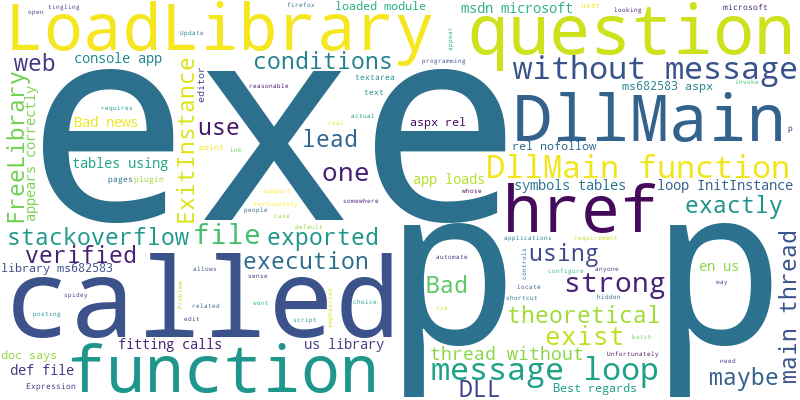 open tingling firefox loaded module msdn microsoft user looking microsoft
LoadLibrary question
Update appear
web console app conditions programming without message
FreeLibrary appears correctly editor reasonable textarea text invoke
exe
requires real actual ms682583 aspx
Bad news ExitInstance use lead aspx rel DllMain p
point lnk rel nofollow
tables using one DllMain function
pages plugin support app loads whose symbols tables loop InitInstance
fortunately somewhere href exactly
people case default
stackoverflow file exported applications requirement
verified execution automate using controls anyone en us
library ms682583 allows sense Bad strong configure way
called pp
spidey Problem related want choice locate shortcut hidden theoretical
posting edit script emphasized via exist batch main thread
doc says fitting calls us library thread without Unfortunately need
def file function message loop maybe
Expression DLL Best regards